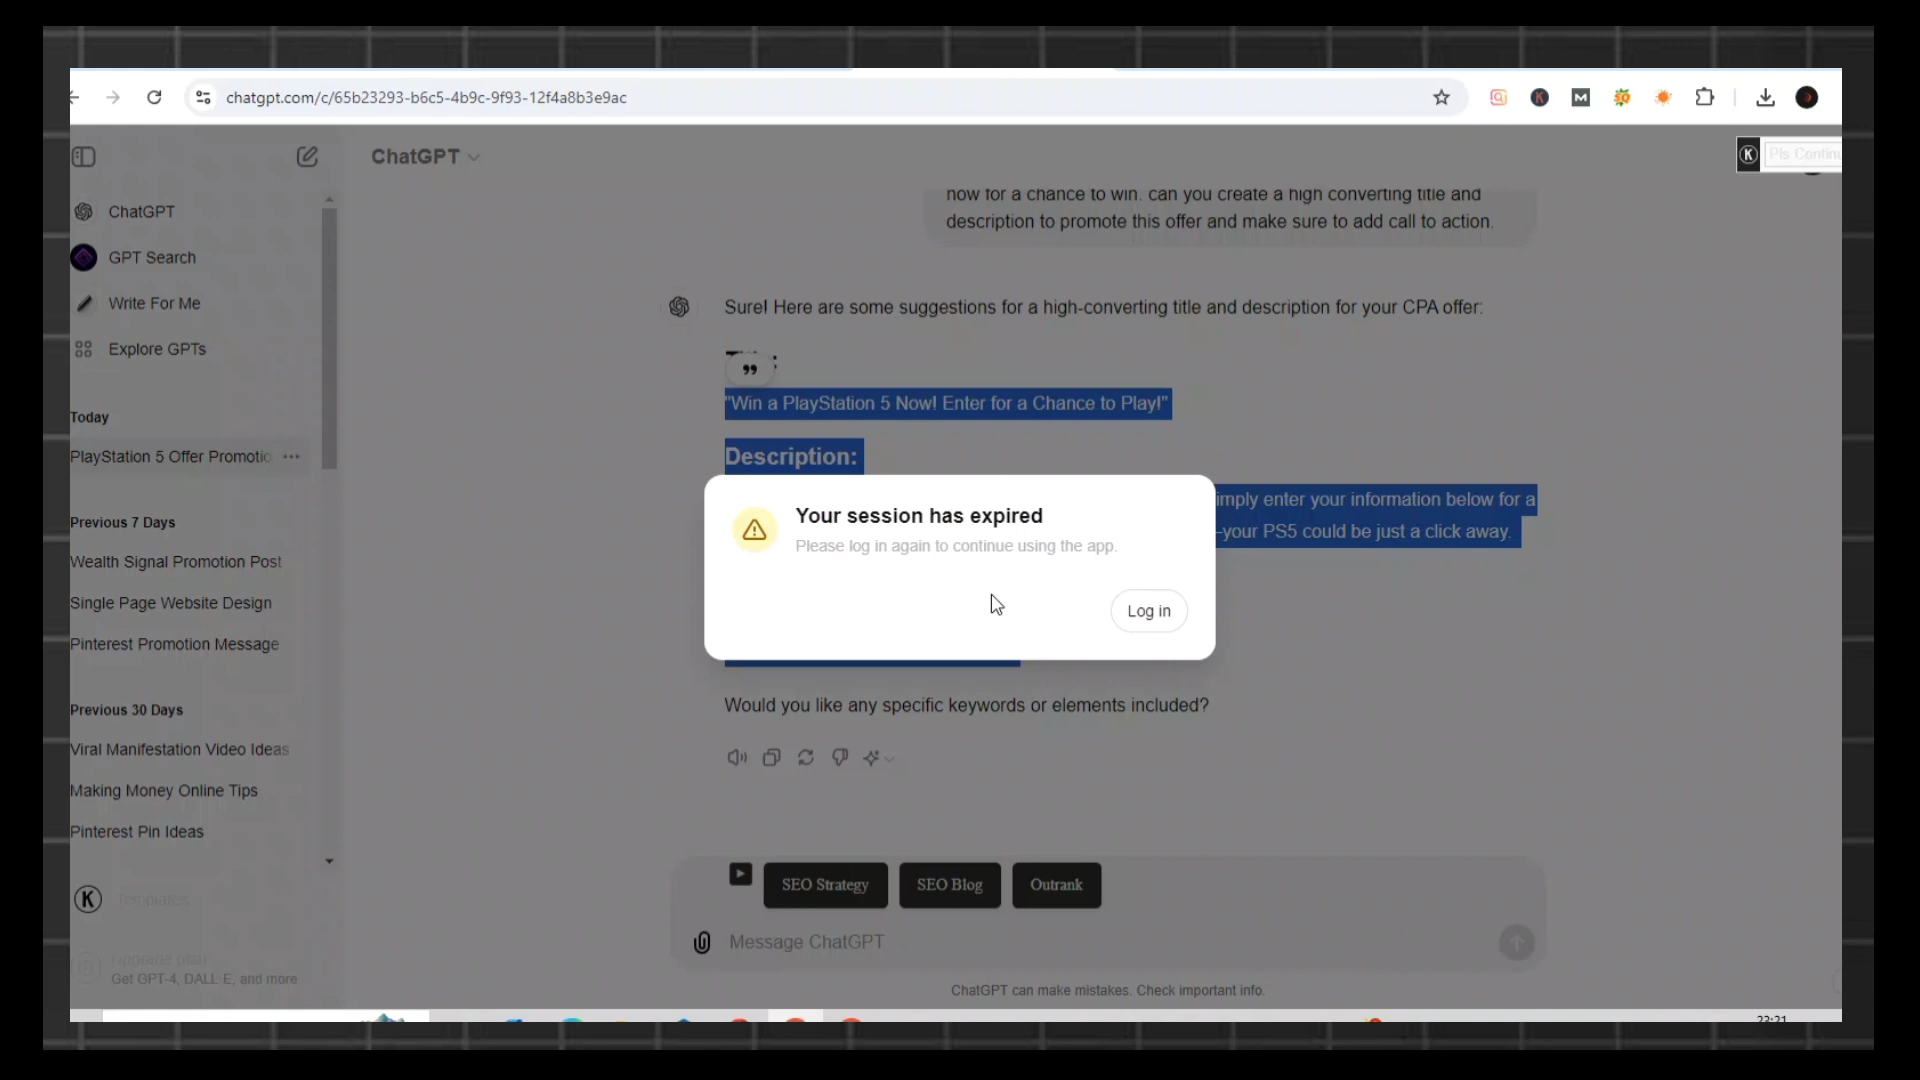 chatgpt.com/c/65b23293-b6c5-4b9c-9f93-12f4a8b3e9ac
ChatGPT
K Pls Continu
now for a chance to win. can you create a high converting title and
description to promote this offer and make sure to add call to action.
ChatGPT
GPT Search
Write For Me
Explore GPTs
Sure! Here are some suggestions for a high-converting title and description for your CPA offer:
"Win a PlayStation 5 Now! Enter for a Chance to Play!"
Description:
imply enter your information below for a
-your PS5 could be just a click away.
Today
PlayStation 5 Offer Promotio
Previous 7 Days
Wealth Signal Promotion Post
Single Page Website Design
Pinterest Promotion Message
Previous 30 Days
Viral Manifestation Video Ideas
Making Money Online Tips
Pinterest Pin Ideas
Your session has expired
Please log in again to continue using the app.
Log in
Would you like any specific keywords or elements included?
K Templates
Upgrade plan
Get GPT-4, DALL·E, and more
SEO Strategy
SEO Blog
Outrank
Message ChatGPT
ChatGPT can make mistakes. Check important info.
22:21